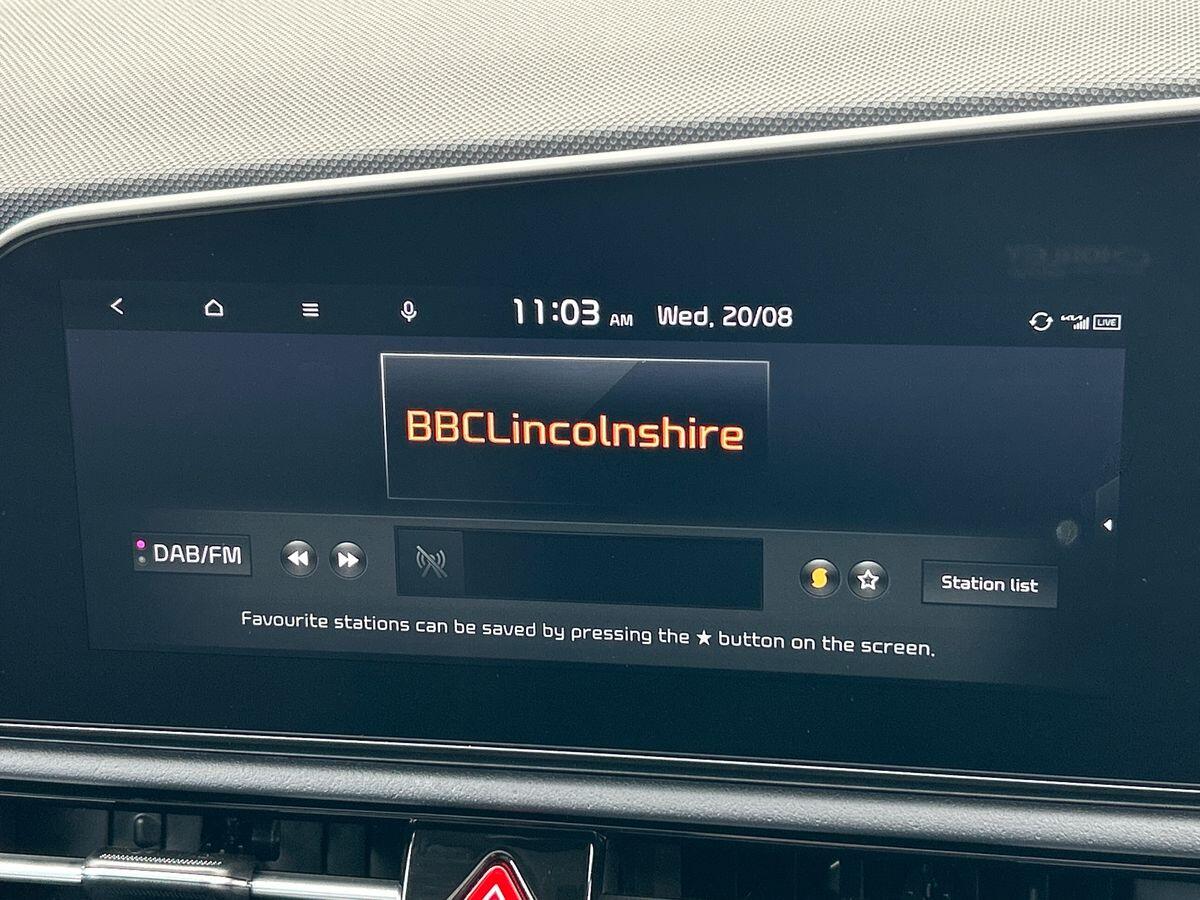 11:03 AM Wed, 20/08
KIA LIVE
BBCLincolnshire
DAB/FM
Station list
Favourite stations can be saved by pressing the ★ button on the screen.